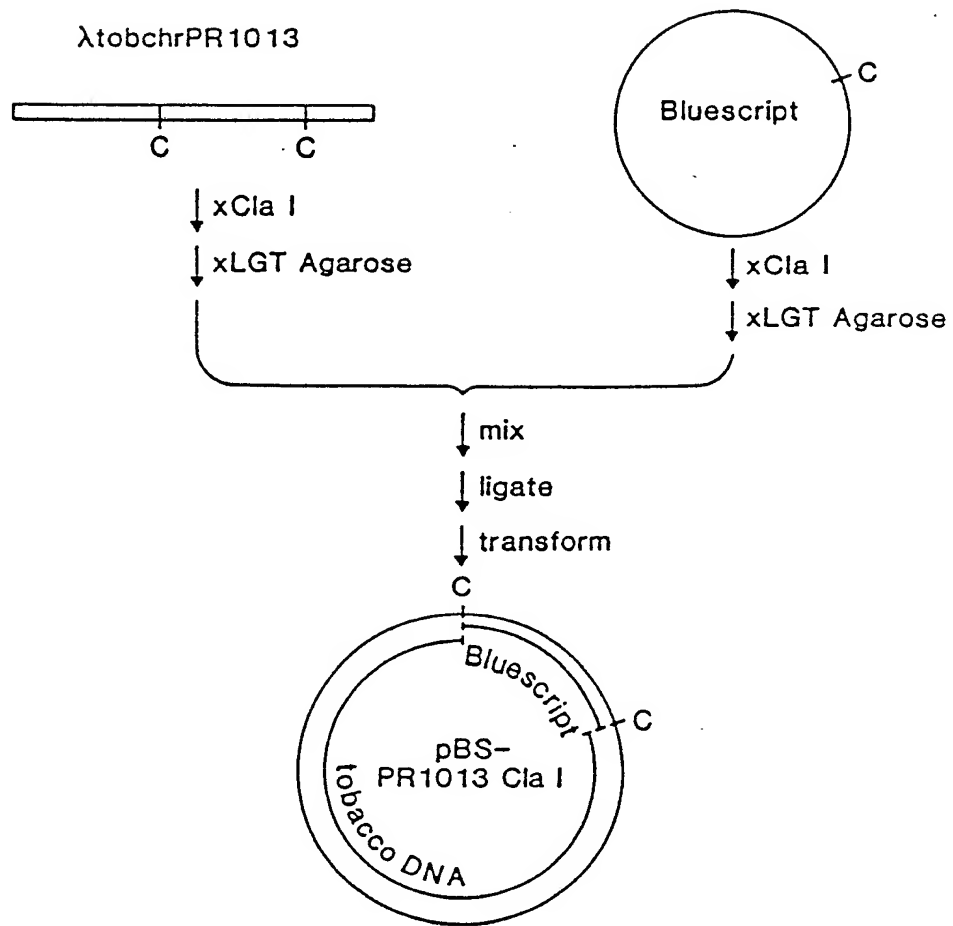 λtobchrPR1013
C
C
xCla I
xLGT Agarose
Bluescript
C
xCla I
xLGT Agarose
mix
ligate
transform
C
Bluescript
C
pBS-
PR1013 Cla I
tobacco DNA